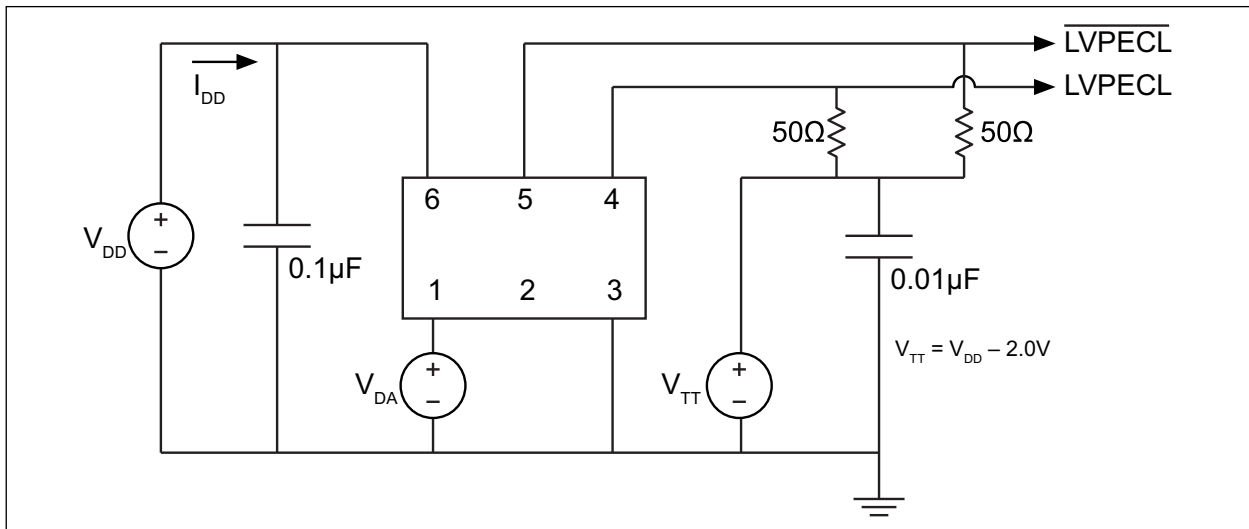 L̅V̅P̅E̅C̅L̅
LVPECL
I_DD
50Ω 50Ω
6 5 4
V_DD
0.1µF
1 2 3
0.01µF
V_TT = V_DD – 2.0V
V_DA
V_TT